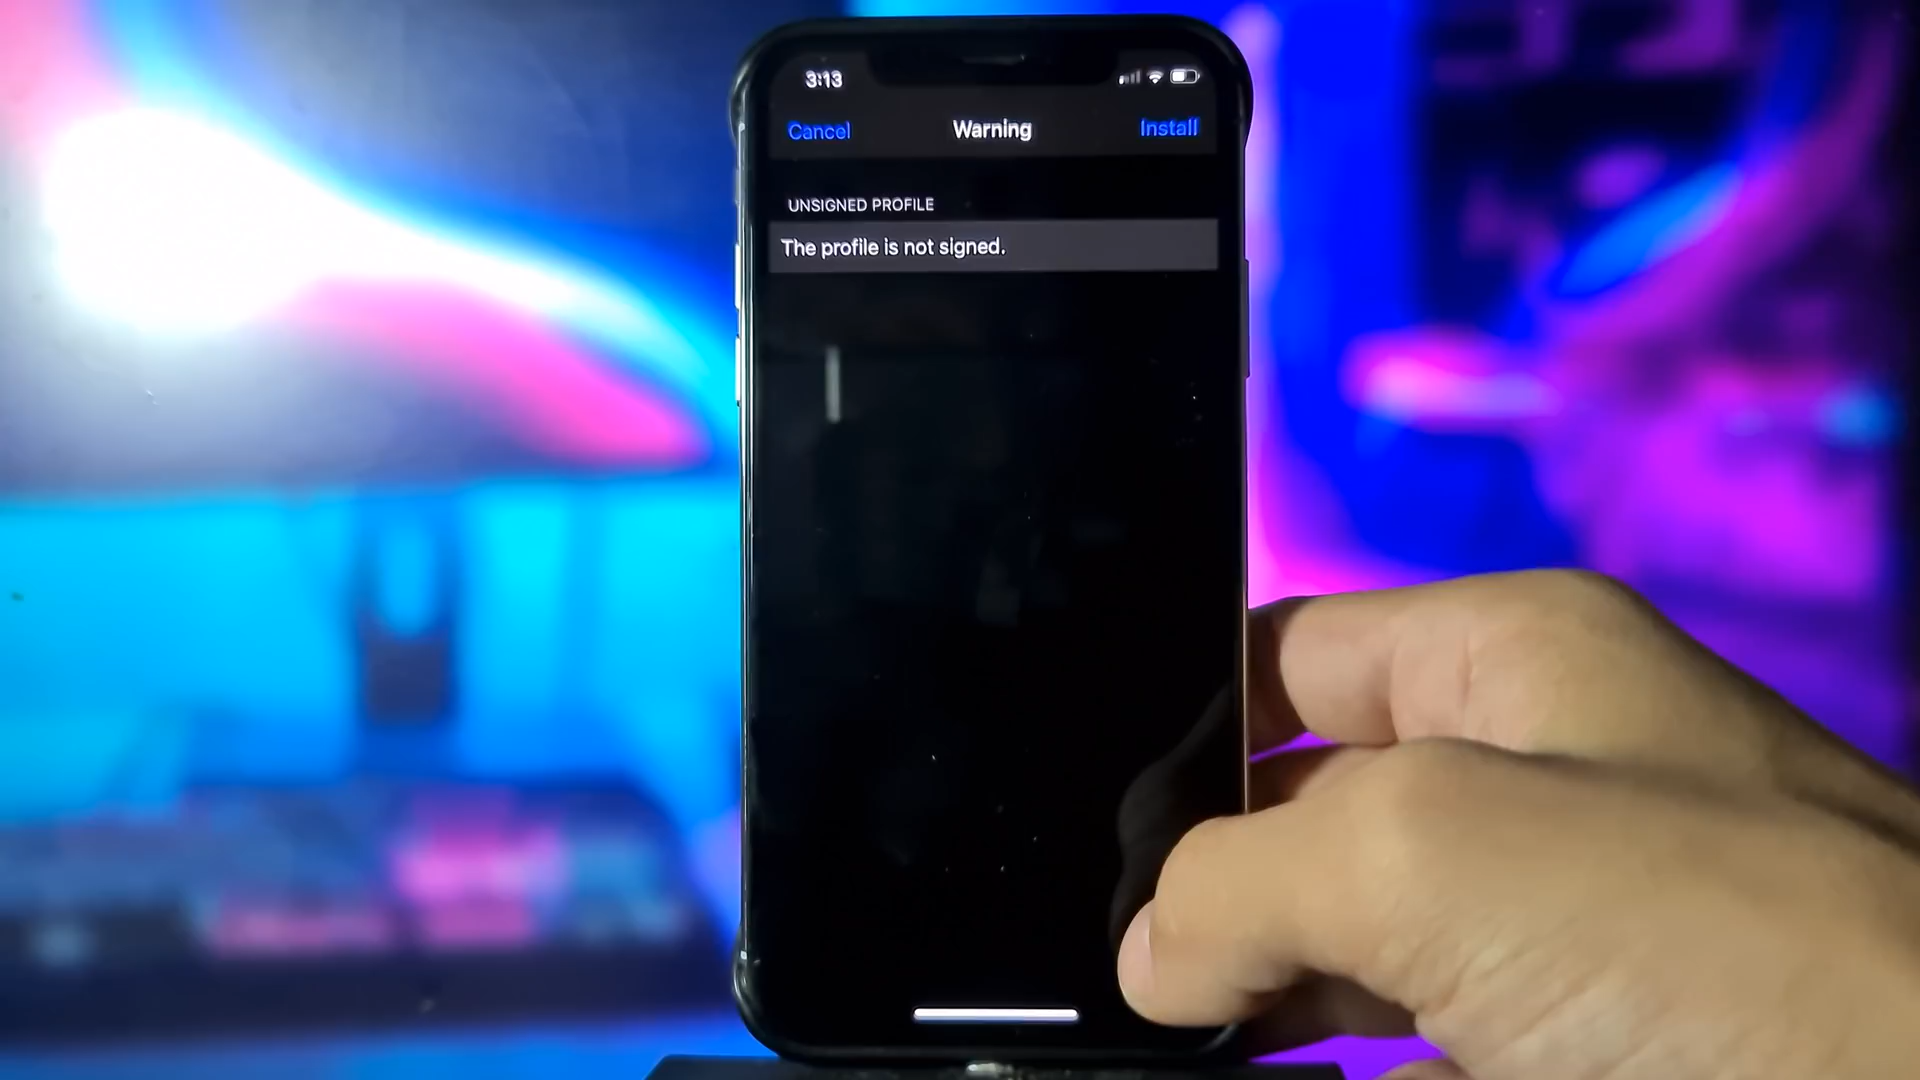 3:13
Cancel Warning Install
UNSIGNED PROFILE
The profile is not signed.